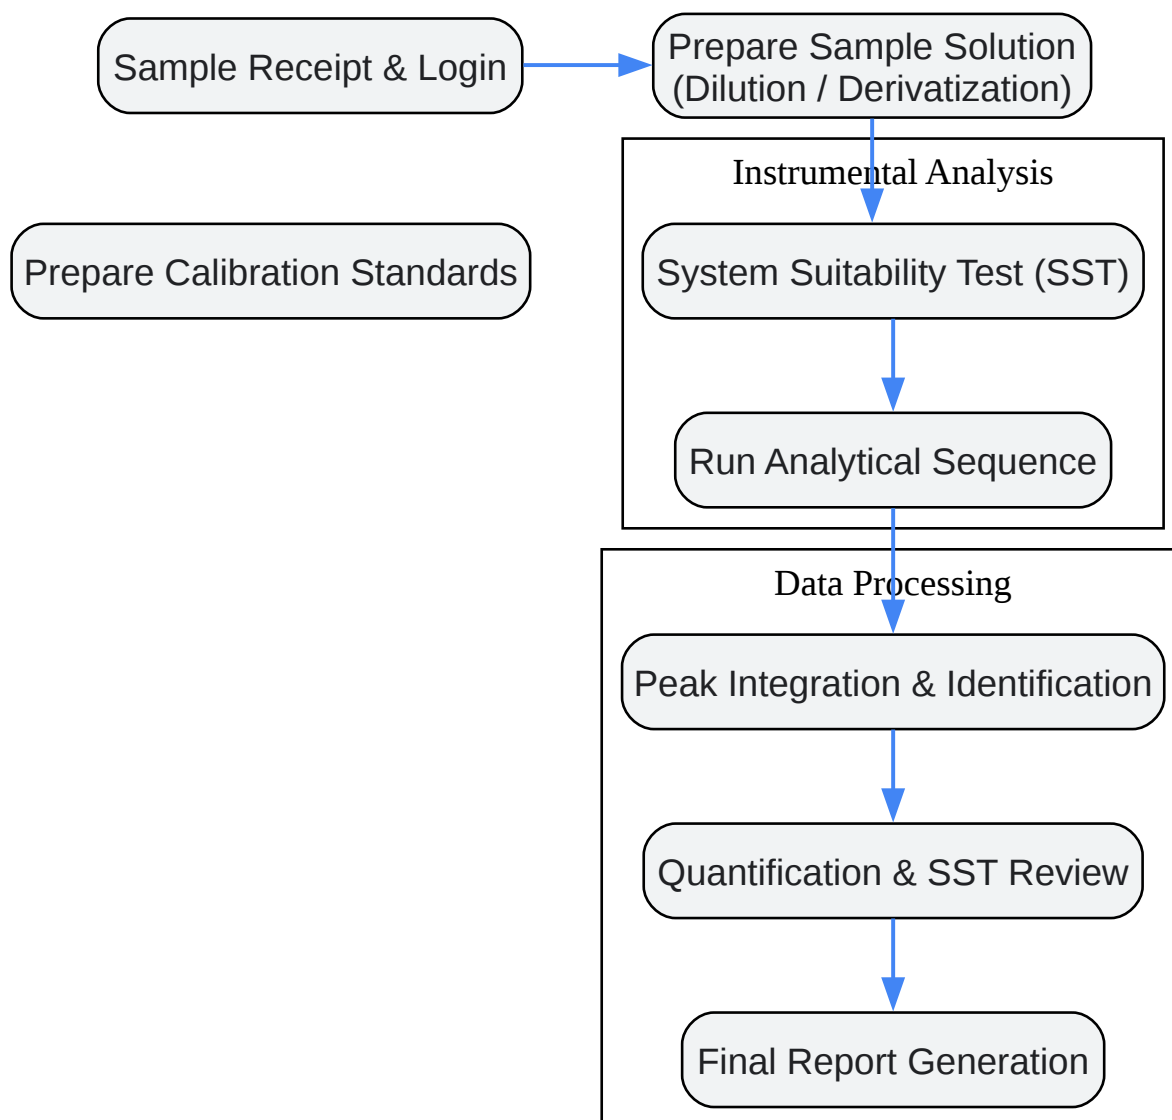 Sample Receipt & Login
Prepare Sample Solution
(Dilution / Derivatization)
Instrumental Analysis
Prepare Calibration Standards
System Suitability Test (SST)
Run Analytical Sequence
Data Processing
Peak Integration & Identification
Quantification & SST Review
Final Report Generation